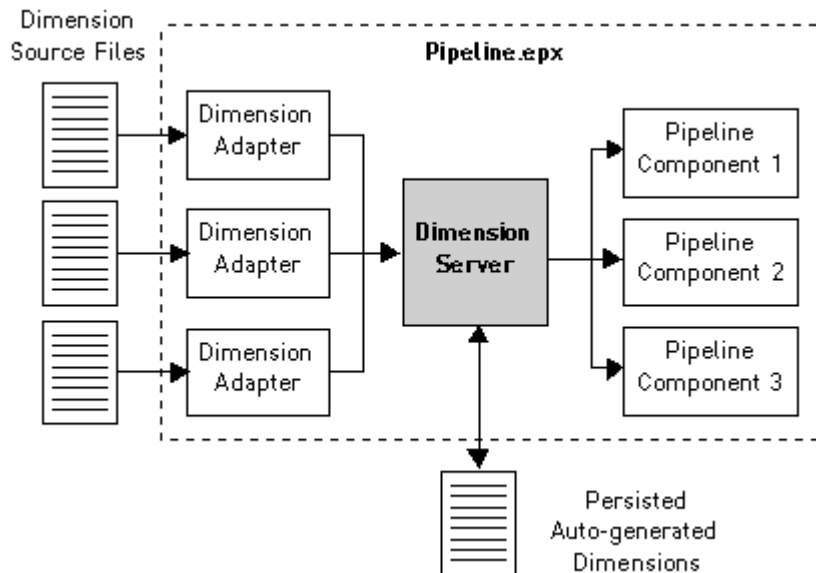 Dimension
Source Files
Pipeline.epx
Dimension
Adapter
Dimension
Adapter
Dimension
Adapter
Dimension
Server
Pipeline
Component 1
Pipeline
Component 2
Pipeline
Component 3
Persisted
Auto-generated
Dimensions